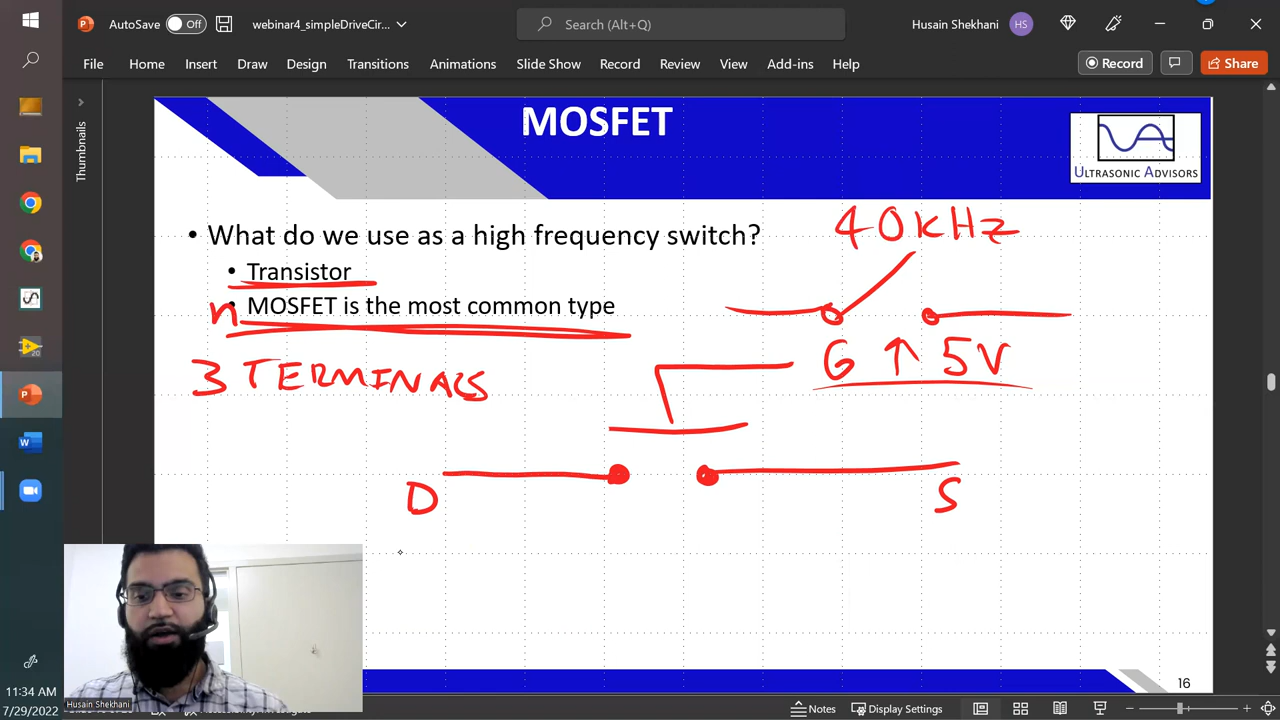 AutoSave Off webinar4_simpleDriveCir... Search (Alt+Q) Husain Shekhani HS
File Home Insert Draw Design Transitions Animations Slide Show Record Review View Add-ins Help Record Share
Thumbnails
MOSFET
ULTRASONIC ADVISORS
• What do we use as a high frequency switch?
40kHz
• Transistor
n • MOSFET is the most common type
3 TERMINALS
G ↑ 5V
D
S
Husain Shekhani
16
11:34 AM
7/29/2022
Notes Display Settings